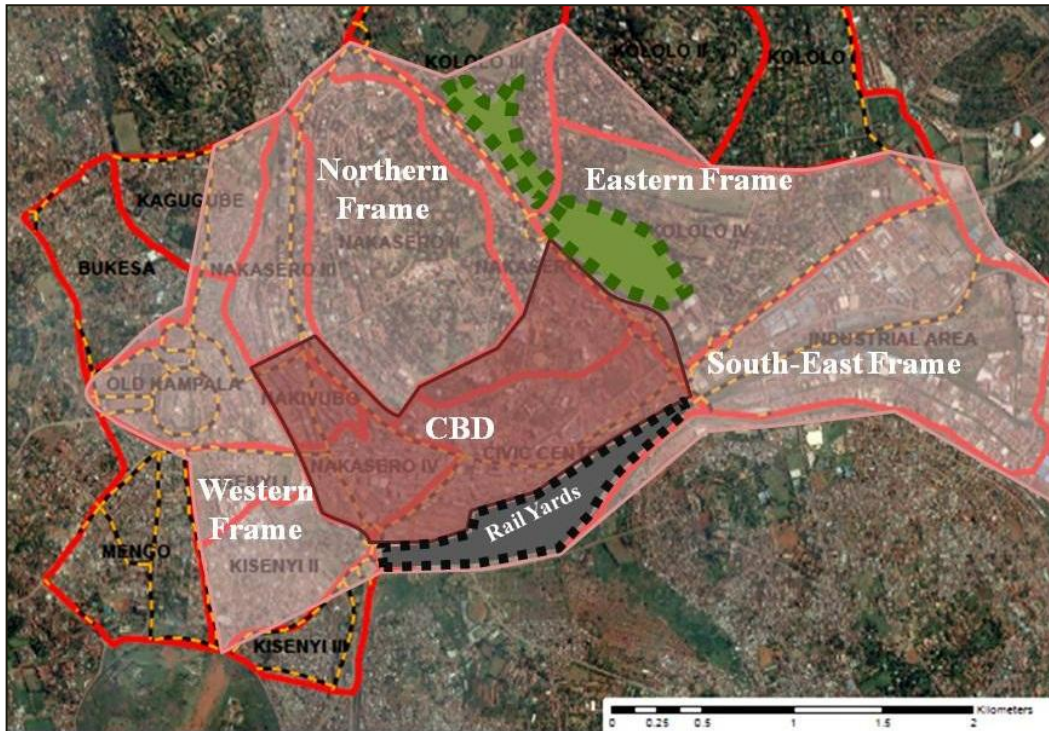 KOLOLO III
KOLOLO II
KOLOLO I
Northern
Frame
Eastern Frame
KAGUGUBE
NAKASERO II
KOLOLO IV
BUKESA
NAKASERO III
NAKASERO
INDUSTRIAL AREA
South-East Frame
OLD KAMPALA
NAKIVUBO
CBD
CIVIC CEN
NAKASERO IV
Western
Frame
Rail Yards
MENGO
KISENYI II
KISENYI III
Kilometers
0 0.25 0.5 1 1.5 2